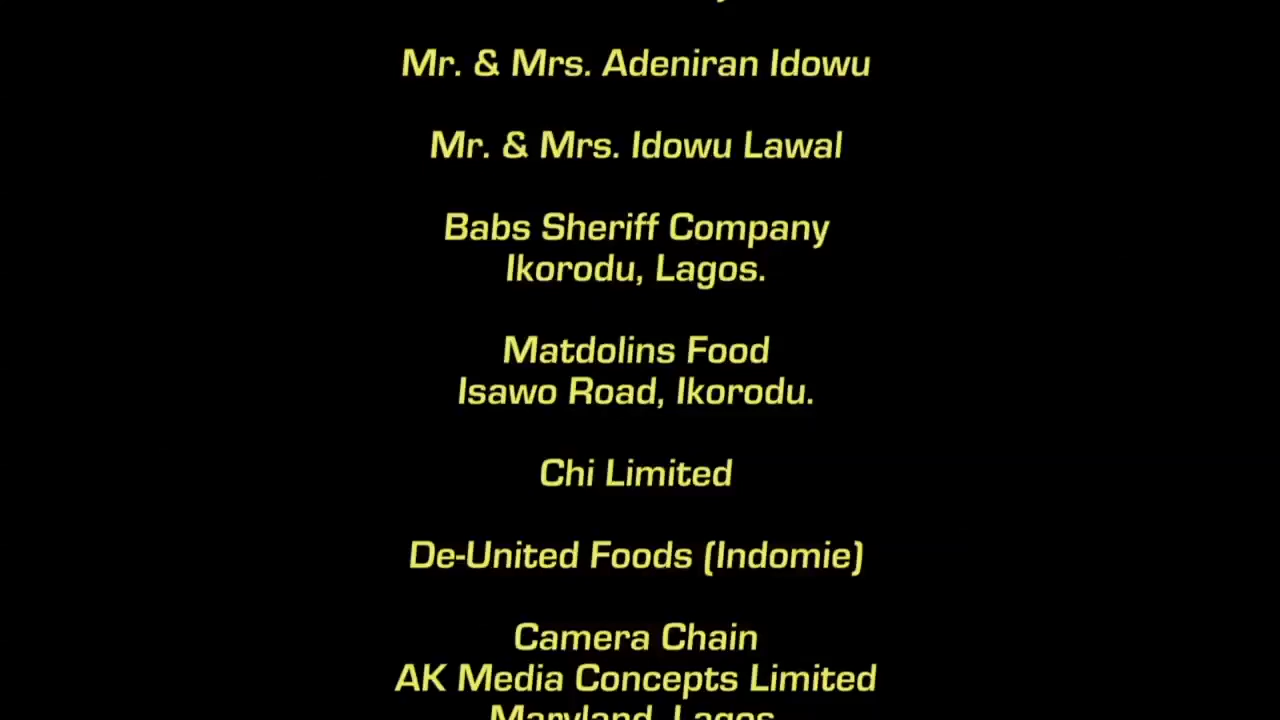 Mr. & Mrs. Adeniran Idowu
Mr. & Mrs. Idowu Lawal
Babs Sheriff Company
Ikorodu, Lagos.
Matdolins Food
Isawo Road, Ikorodu.
Chi Limited
De-United Foods (Indomie)
Camera Chain
AK Media Concepts Limited
Maryland, Lagos